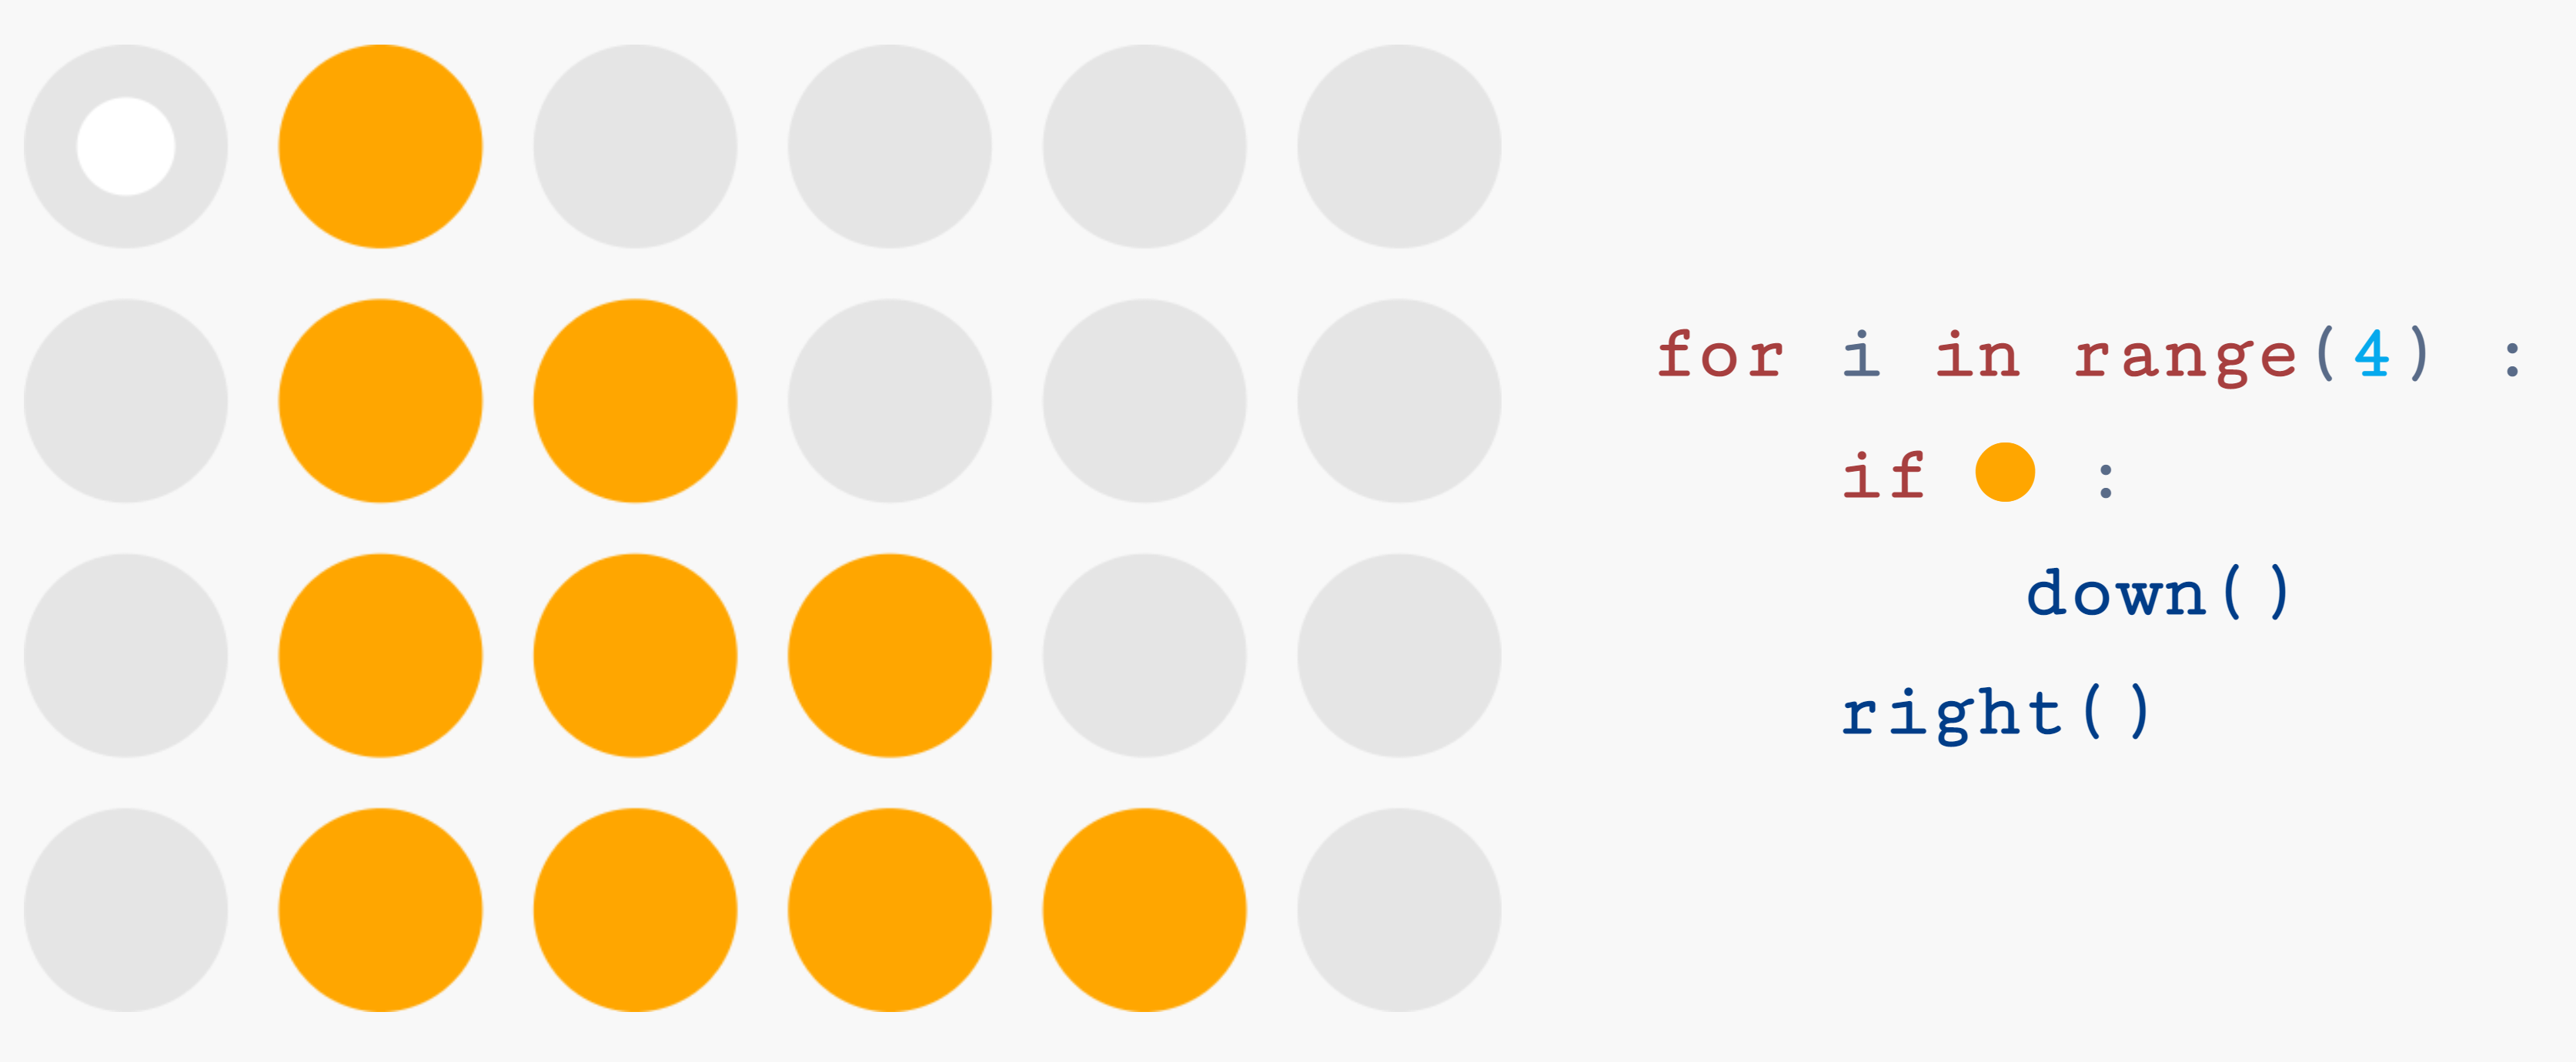 for i in range(4) :
if :
down()
right()